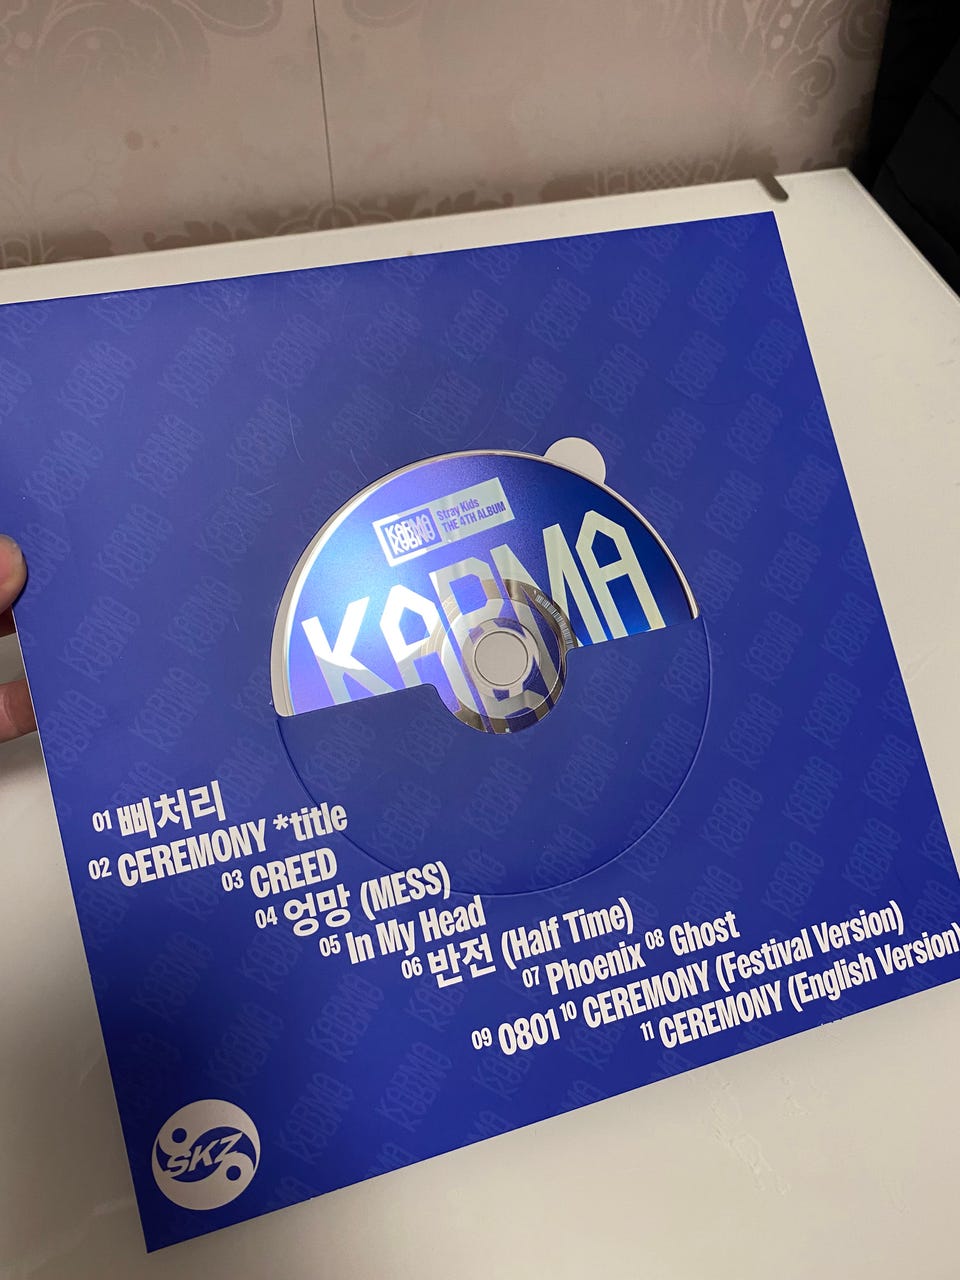 KARMA
Stray Kids
THE 4TH ALBUM
KARMA
01 삐처리
02 CEREMONY *title
03 CREED
04 엉망 (MESS)
05 In My Head
06 반전 (Half Time)
07 Phoenix 08 Ghost
09 0801 10 CEREMONY (Festival Version)
11 CEREMONY (English Version)
SKZ